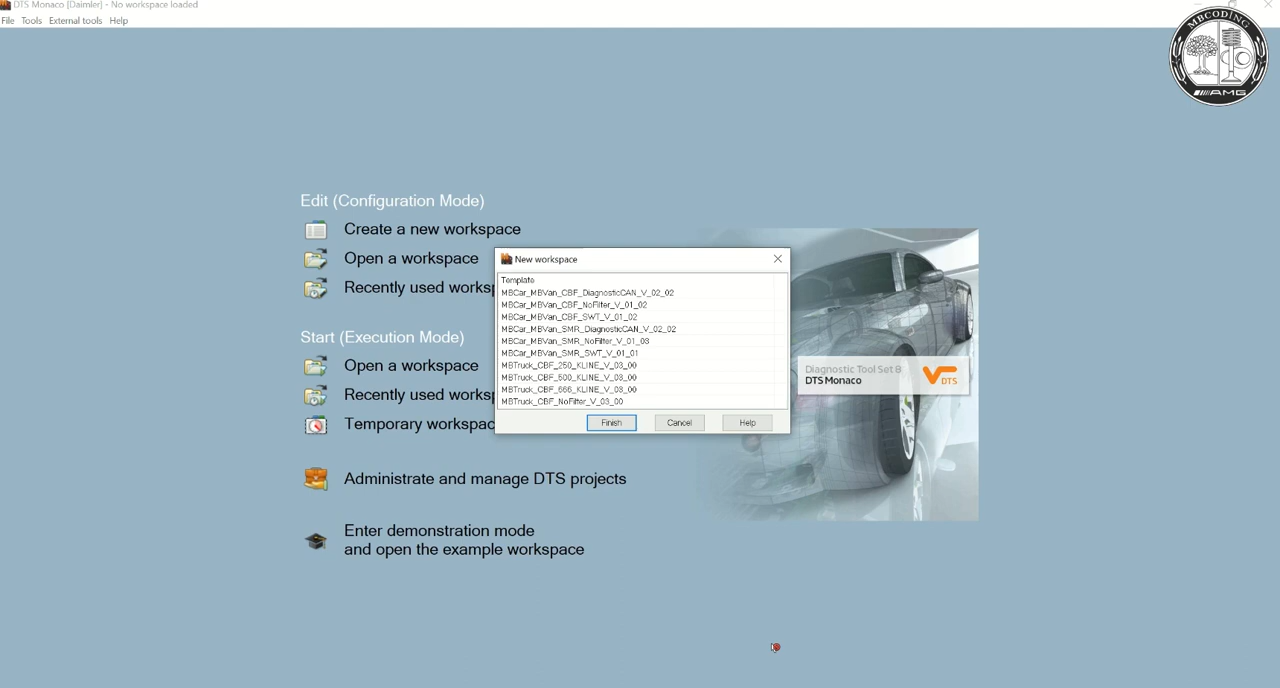 DTS Monaco [Daimler] - No workspace loaded
File Tools External tools Help
MBCODING
AMG
Edit (Configuration Mode)
Create a new workspace
Open a workspace
Recently usedworks
Start (Execution Mode)
Open a workspace
Recently used worksp
Temporary workspac
Administrate and manage DTS projects
Enter demonstration mode
and open the example workspace
New workspace
Template
MBCar_MBVan_CBF_DiagnosticCAN_V_02_02
MBCar_MBVan_CBF_NoFilter_V_01_02
MBCar_MBVan_CBF_SWT_V_01_02
MBCar_MBVan_SMR_DiagnosticCAN_V_02_02
MBCar_MBVan_SMR_NoFilter_V_01_03
MBCar_MBVan_SMR_SWT_V_01_01
MBTruck_CBF_250_KLINE_V_03_00
MBTruck_CBF_500_KLINE_V_03_00
MBTruck_CBF_666_KLINE_V_03_00
MBTruck_CBF_NoFilter_V_03_00
Finish Cancel Help
Diagnostic Tool Set 8
DTS Monaco
DTS